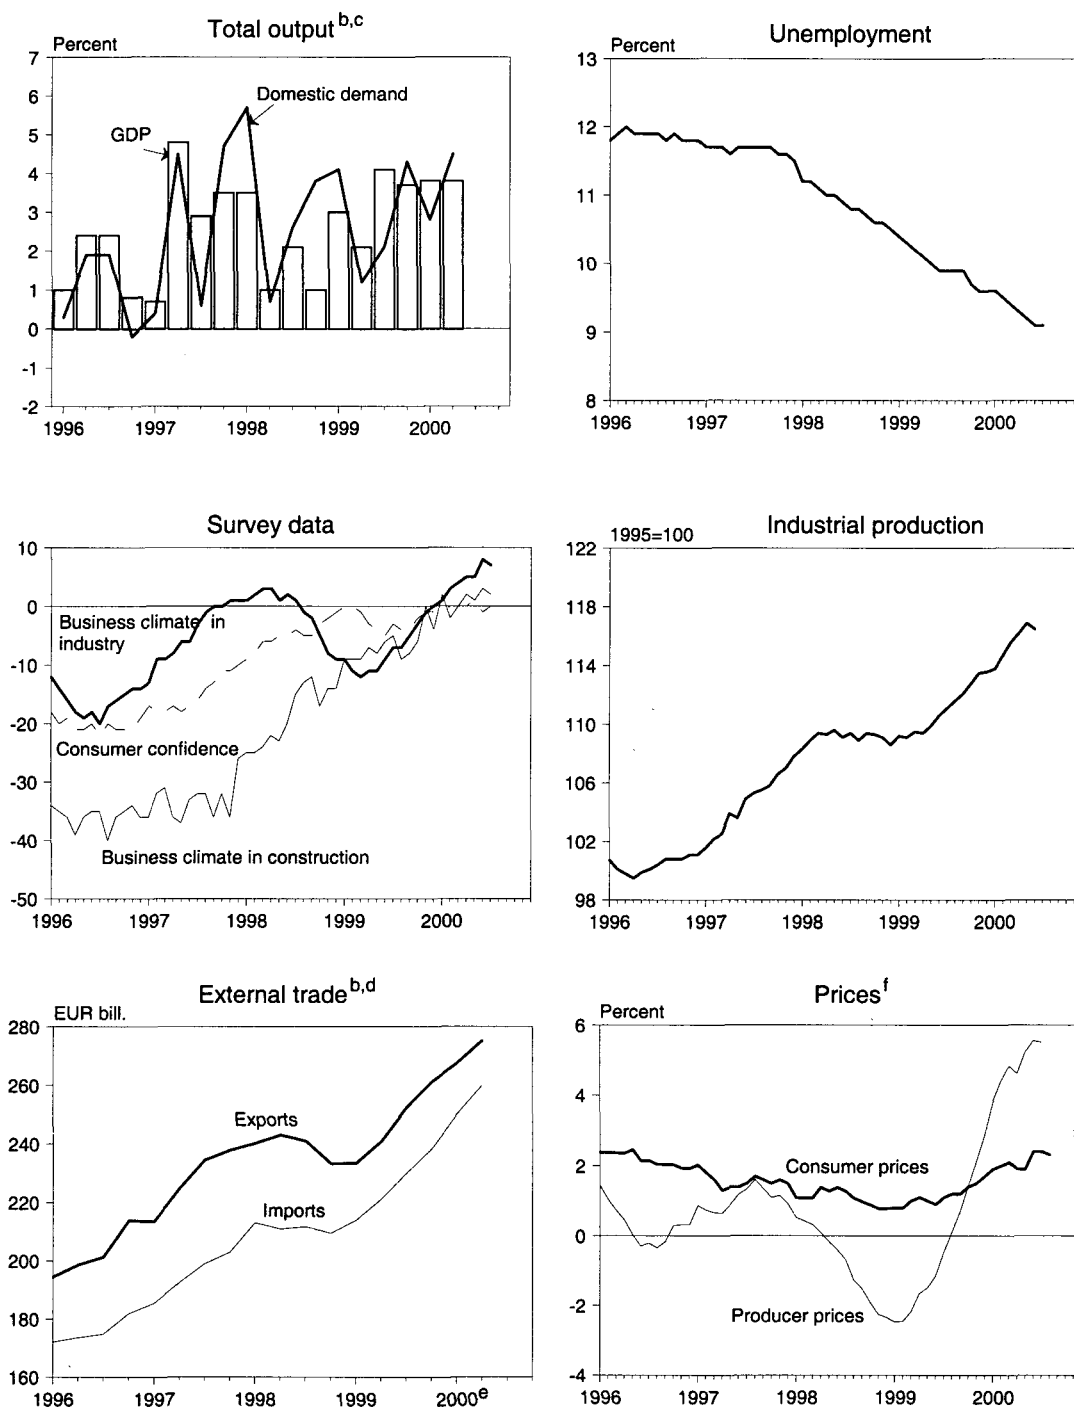 Total output b,c
Percent
7
6
5
4
3
2
1
0
-1
-2
Domestic demand
GDP
1996 1997 1998 1999 2000
Unemployment
Percent
13
12
11
10
9
8
1996 1997 1998 1999 2000
Survey data
10
0
-10
-20
-30
-40
-50
Business climate in
industry
Consumer confidence
Business climate in construction
1996 1997 1998 1999 2000
Industrial production
1995=100
122
118
114
110
106
102
98
1996 1997 1998 1999 2000
External trade b,d
EUR bill.
280
260
240
220
200
180
160
Exports
Imports
1996 1997 1998 1999 2000e
Prices f
Percent
6
4
2
0
-2
-4
Consumer prices
Producer prices
1996 1997 1998 1999 2000